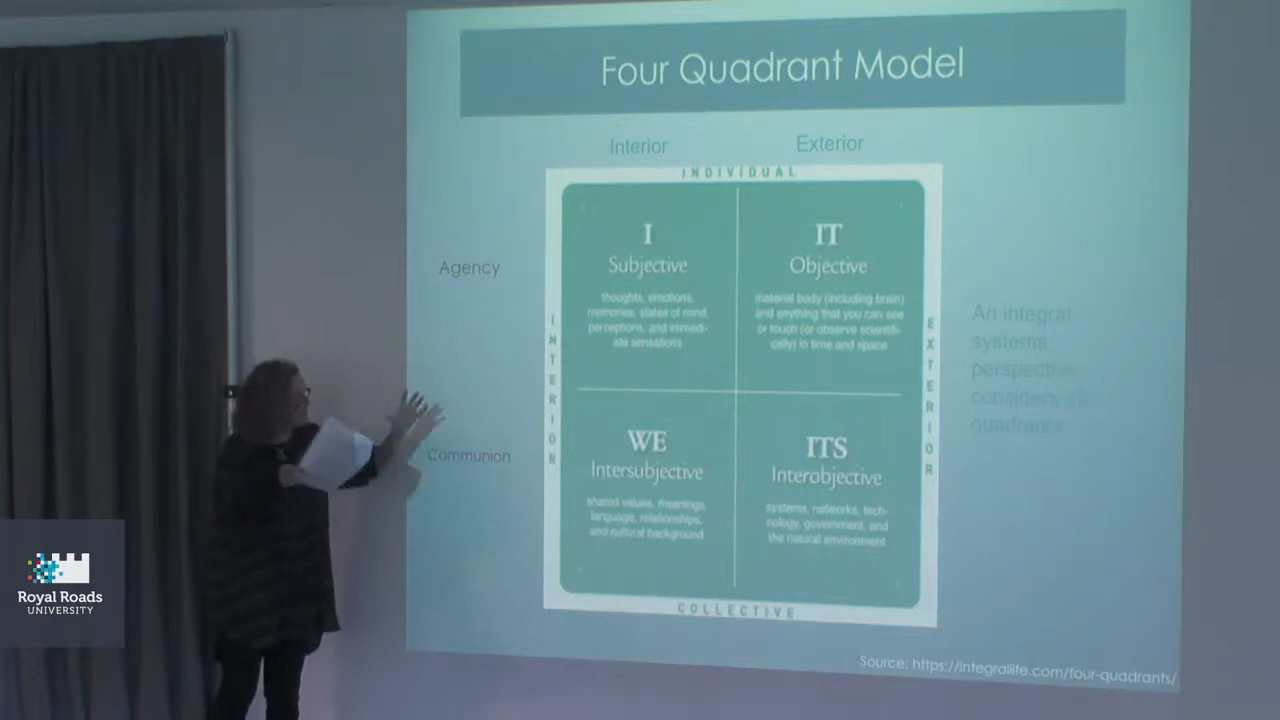 Four Quadrant Model
Interior
Exterior
INDIVIDUAL
Agency
I
Subjective
thoughts, emotions,
memories, states of mind,
perceptions, and immedi-
ate sensations
IT
Objective
material body (including brain)
and anything that you can see
or touch (or observe scientifi-
cally) in time and space
INTERIOR
EXTERIOR
An integral
systems
perspective
considers all
quadrants
Communion
WE
Intersubjective
shared values, meanings,
language, relationships,
and cultural background
ITS
Interobjective
systems, networks, tech-
nology, government, and
the natural environment
COLLECTIVE
Source: https://integrallife.com/four-quadrants/
Royal Roads
UNIVERSITY